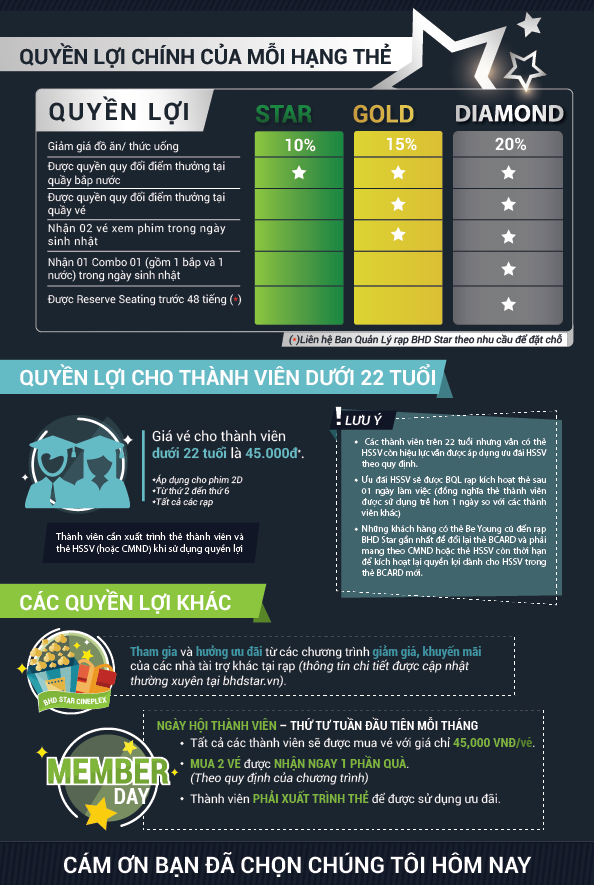 QUYỀN LỢI CHÍNH CỦA MỖI HẠNG THẺ
QUYỀN LỢI STAR GOLD DIAMOND
Giảm giá đồ ăn/ thức uống 10% 15% 20%
Được quyền quy đổi điểm thưởng tại
quầy bắp nước
Được quyền quy đổi điểm thưởng tại
quầy vé
Nhận 02 vé xem phim trong ngày
sinh nhật
Nhận 01 Combo 01 (gồm 1 bắp và 1
nước) trong ngày sinh nhật
Được Reserve Seating trước 48 tiếng (*)
(*)Liên hệ Ban Quản Lý rạp BHD Star theo nhu cầu để đặt chỗ
QUYỀN LỢI CHO THÀNH VIÊN DƯỚI 22 TUỔI
Giá vé cho thành viên
dưới 22 tuổi là 45.000đ*.
•Áp dụng cho phim 2D
•Từ thứ 2 đến thứ 6
•Tất cả các rạp
Thành viên cần xuất trình thẻ thành viên và
thẻ HSSV (hoặc CMND) khi sử dụng quyền lợi
! LƯU Ý
• Các thành viên trên 22 tuổi nhưng vẫn có thẻ
HSSV còn hiệu lực vẫn được áp dụng ưu đãi HSSV
theo quy định.
• Ưu đãi HSSV sẽ được BQL rạp kích hoạt thẻ sau
01 ngày làm việc (đồng nghĩa thẻ thành viên
được sử dụng trễ hơn 1 ngày so với các thành
viên khác)
• Những khách hàng có thẻ Be Young cũ đến rạp
BHD Star gần nhất để đổi lại thẻ BCARD và phải
mang theo CMND hoặc thẻ HSSV còn thời hạn
để kích hoạt lại quyền lợi dành cho HSSV trong
thẻ BCARD mới.
CÁC QUYỀN LỢI KHÁC
BHD STAR CINEPLEX
Tham gia và hưởng ưu đãi từ các chương trình giảm giá, khuyến mãi
của các nhà tài trợ khác tại rạp (thông tin chi tiết được cập nhật
thường xuyên tại bhdstar.vn).
MEMBER
DAY
NGÀY HỘI THÀNH VIÊN – THỨ TƯ TUẦN ĐẦU TIÊN MỖI THÁNG
• Tất cả các thành viên sẽ được mua vé với giá chỉ 45,000 VNĐ/vé.
• MUA 2 VÉ được NHẬN NGAY 1 PHẦN QUÀ.
(Theo quy định của chương trình)
• Thành viên PHẢI XUẤT TRÌNH THẺ để được sử dụng ưu đãi.
CÁM ƠN BẠN ĐÃ CHỌN CHÚNG TÔI HÔM NAY